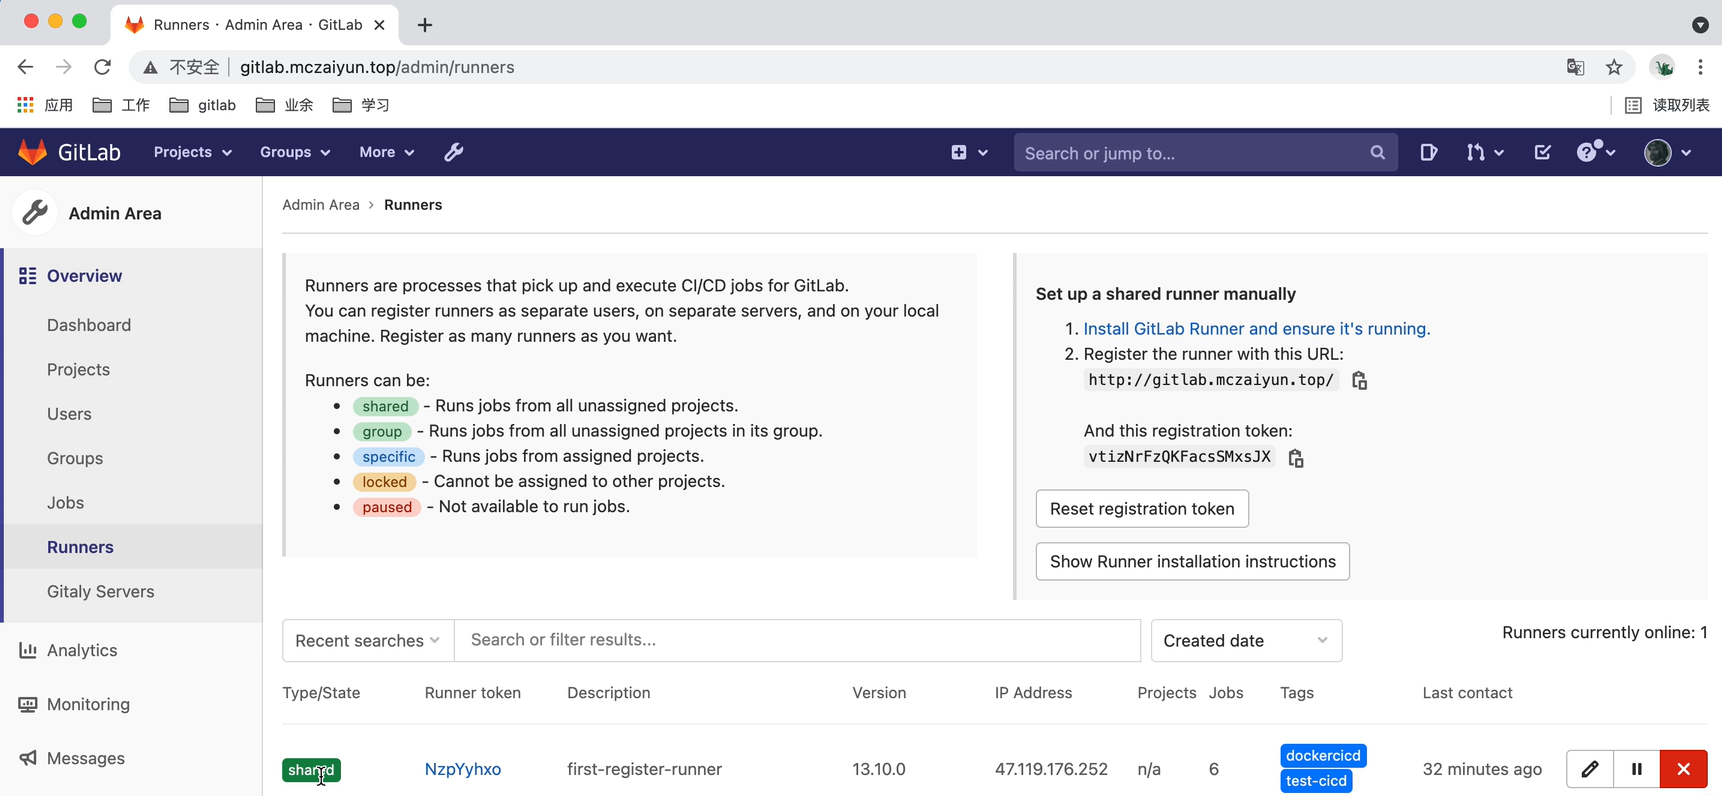 Runners · Admin Area · GitLab
不安全 gitlab.mczaiyun.top/admin/runners
应用 工作 gitlab 业余 学习 读取列表
GitLab Projects Groups More Search or jump to...
Admin Area
Admin Area › Runners
Overview
Dashboard
Projects
Users
Groups
Jobs
Runners
Gitaly Servers
Analytics
Monitoring
Messages
Runners are processes that pick up and execute CI/CD jobs for GitLab.
You can register runners as separate users, on separate servers, and on your local
machine. Register as many runners as you want.
Runners can be:
• shared - Runs jobs from all unassigned projects.
• group - Runs jobs from all unassigned projects in its group.
• specific - Runs jobs from assigned projects.
• locked - Cannot be assigned to other projects.
• paused - Not available to run jobs.
Set up a shared runner manually
1. Install GitLab Runner and ensure it's running.
2. Register the runner with this URL:
http://gitlab.mczaiyun.top/
And this registration token:
vtizNrFzQKFacsSMxsJX
Reset registration token
Show Runner installation instructions
Recent searches Search or filter results... Created date Runners currently online: 1
Type/State Runner token Description Version IP Address Projects Jobs Tags Last contact
shared NzpYyhxo first-register-runner 13.10.0 47.119.176.252 n/a 6 dockercicd 32 minutes ago
test-cicd